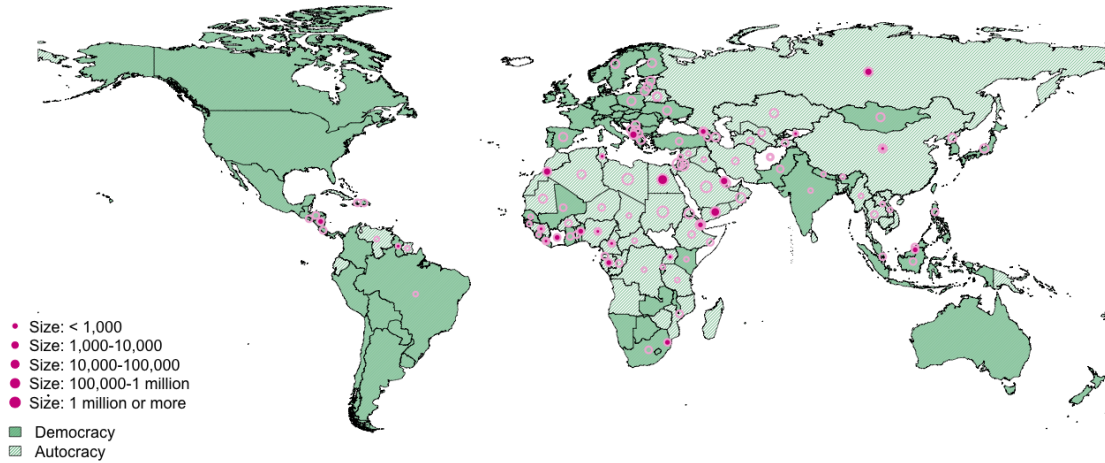 Size: < 1,000
Size: 1,000-10,000
Size: 10,000-100,000
Size: 100,000-1 million
Size: 1 million or more
Democracy
Autocracy